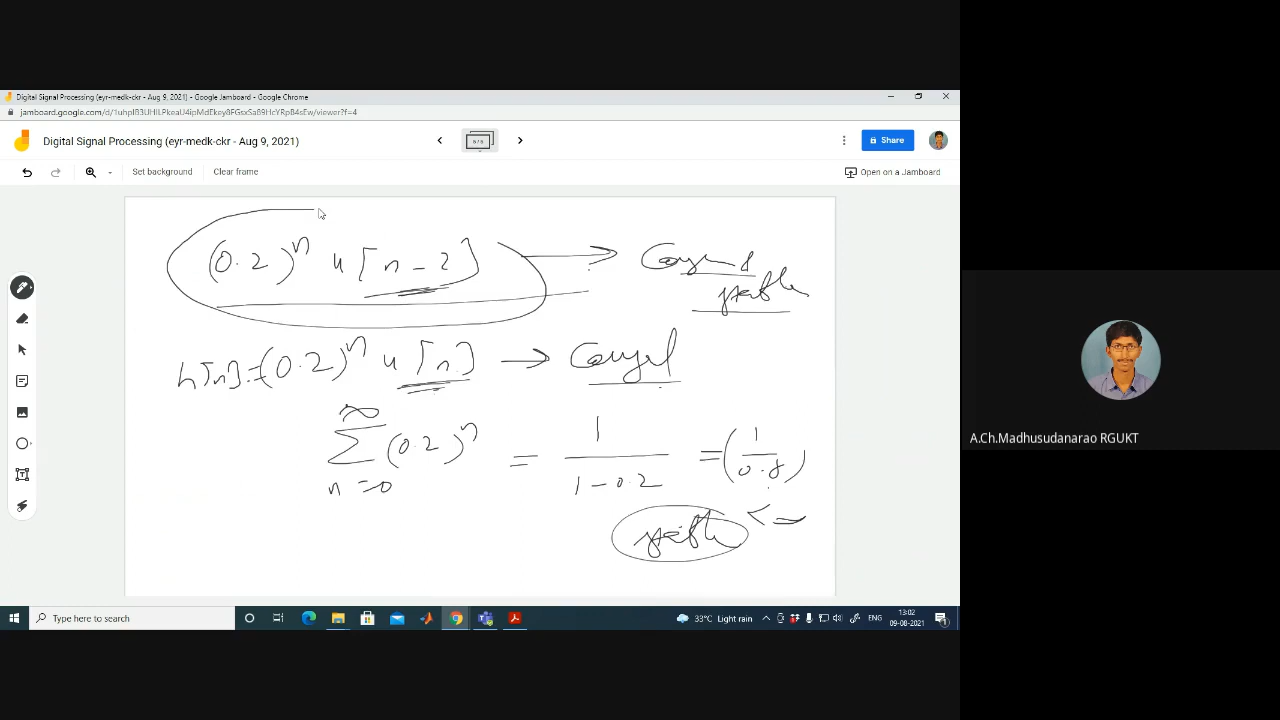 Digital Signal Processing (eyr-medk-ckr - Aug 9, 2021) - Google Jamboard - Google Chrome
Digital Signal Processing (eyr-medk-ckr - Aug 9, 2021)
5 / 5
Share
Set background
Clear frame
Open on a Jamboard
(0.2)^n u[n-2] →
stable
h[n]=(0.2)^n u[n] → Causal
∞
∑ (0.2)^n = 1/(1-0.2) = (1/0.8)
n=0
stable
A.Ch.Madhusudanarao RGUKT
Type here to search
33°C Light rain
ENG
13:02
09-08-2021